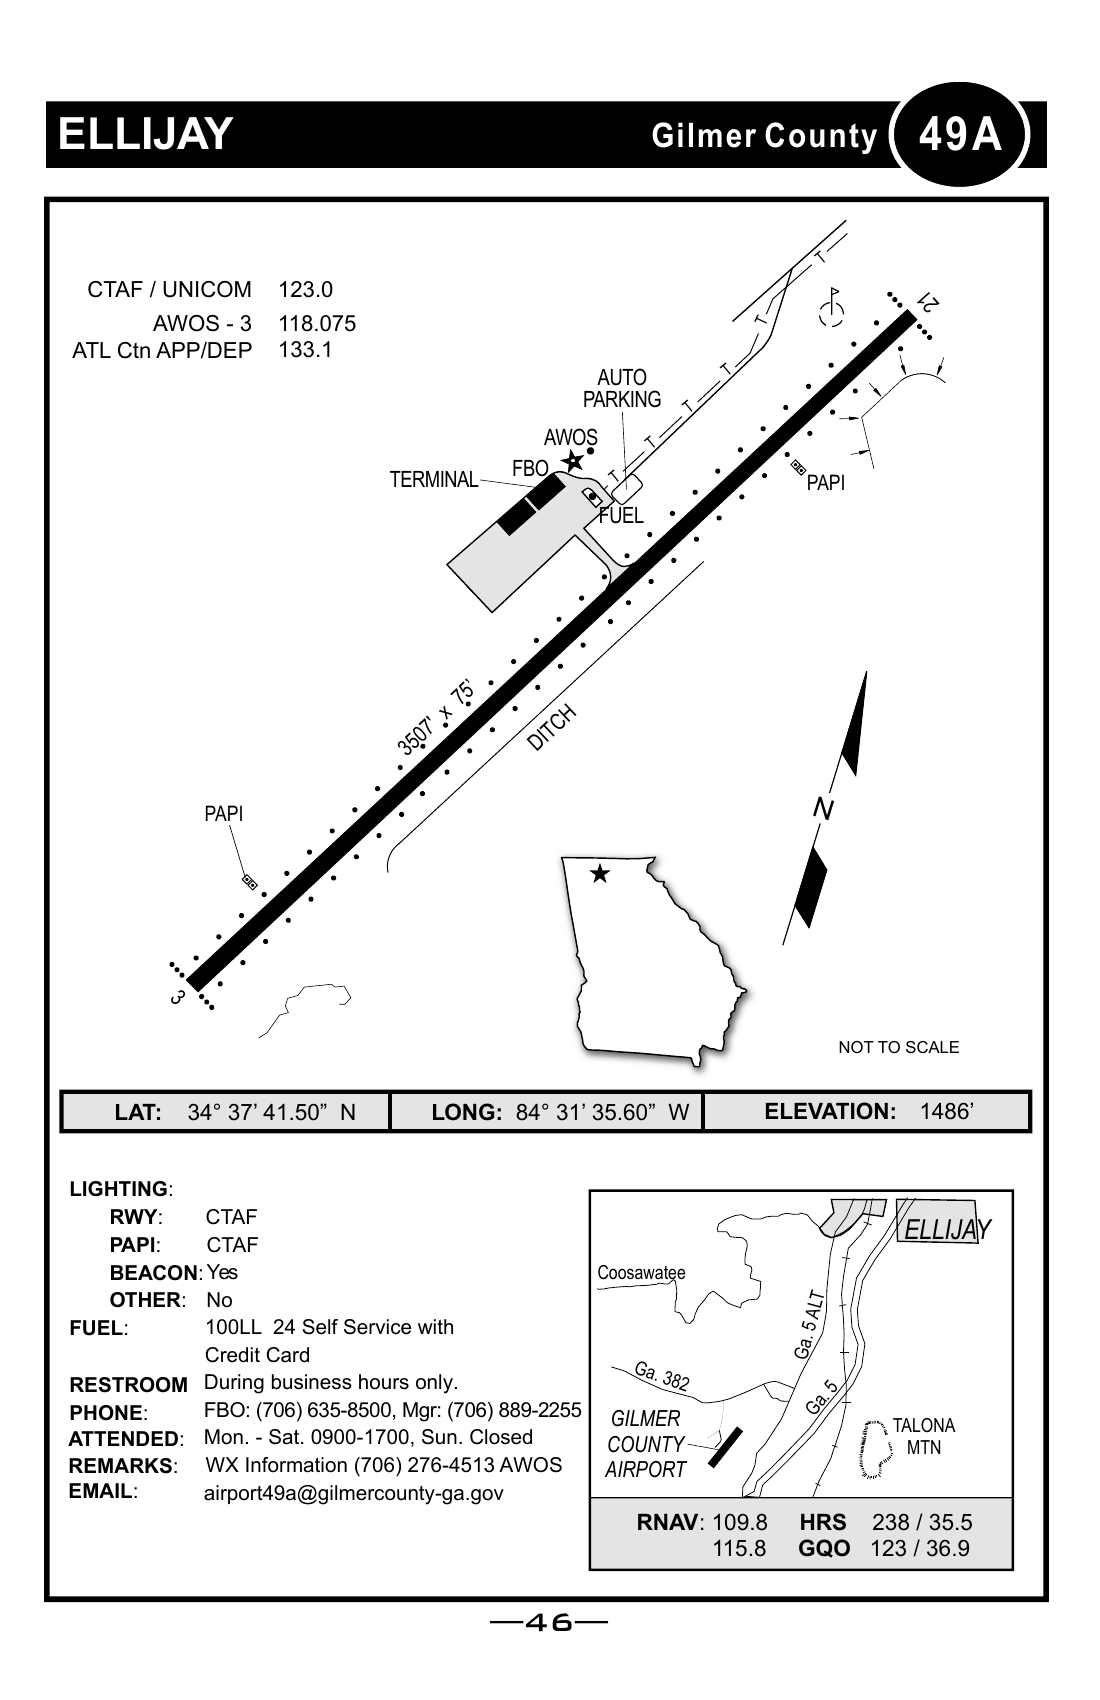 ELLIJAY Gilmer County 49A
CTAF / UNICOM 123.0
AWOS - 3 118.075
ATL Ctn APP/DEP 133.1
21
T
T
T
T
T
T
AUTO
PARKING
AWOS
FBO
TERMINAL
PAPI
FUEL
3507' x 75'
DITCH
PAPI
N
3
NOT TO SCALE
LAT: 34° 37’ 41.50” N LONG: 84° 31’ 35.60” W ELEVATION: 1486’
LIGHTING:
RWY: CTAF
PAPI: CTAF
BEACON: Yes
OTHER: No
FUEL: 100LL 24 Self Service with
Credit Card
RESTROOM During business hours only.
PHONE: FBO: (706) 635-8500, Mgr: (706) 889-2255
ATTENDED: Mon. - Sat. 0900-1700, Sun. Closed
REMARKS: WX Information (706) 276-4513 AWOS
EMAIL: airport49a@gilmercounty-ga.gov
ELLIJAY
Coosawatee
Ga. 5 ALT
Ga. 382
Ga. 5
GILMER
COUNTY
AIRPORT
TALONA
MTN
RNAV: 109.8 HRS 238 / 35.5
115.8 GQO 123 / 36.9
—46—